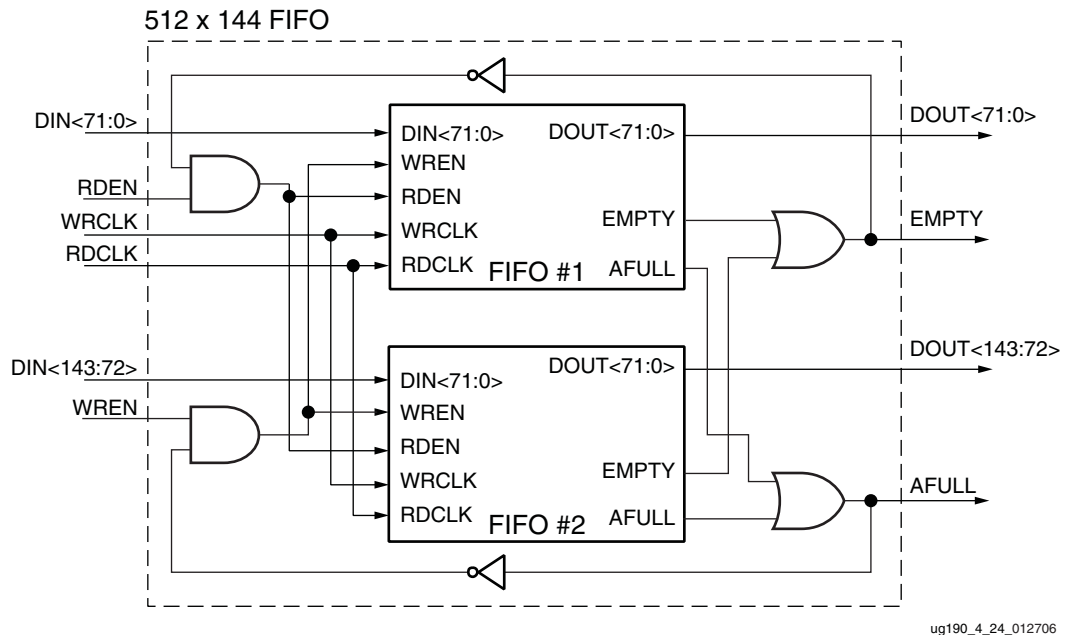 512 x 144 FIFO
DIN<71:0>
RDEN
WRCLK
RDCLK
DIN<143:72>
WREN
DIN<71:0>
WREN
RDEN
WRCLK
RDCLK
DOUT<71:0>
EMPTY
AFULL
FIFO #1
DIN<71:0>
WREN
RDEN
WRCLK
RDCLK
DOUT<71:0>
EMPTY
AFULL
FIFO #2
DOUT<71:0>
EMPTY
DOUT<143:72>
AFULL
ug190_4_24_012706